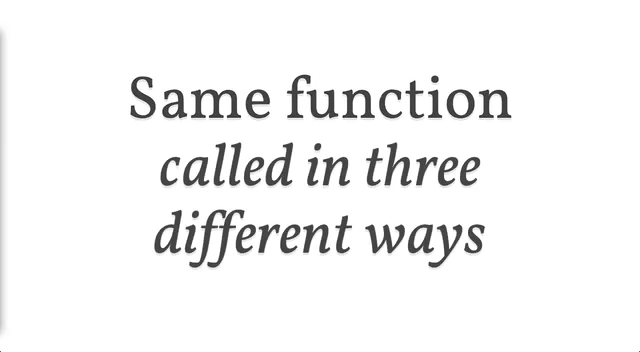 Same function
called in three
different ways